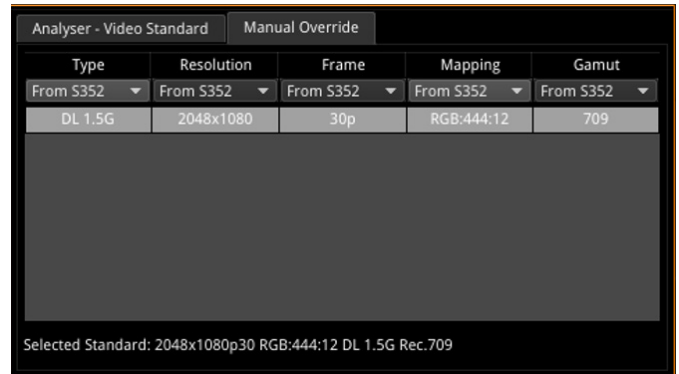 Analyser - Video Standard Manual Override
Type Resolution Frame Mapping Gamut
From S352 From S352 From S352 From S352 From S352
DL 1.5G 2048x1080 30p RGB:444:12 709
Selected Standard: 2048x1080p30 RGB:444:12 DL 1.5G Rec.709